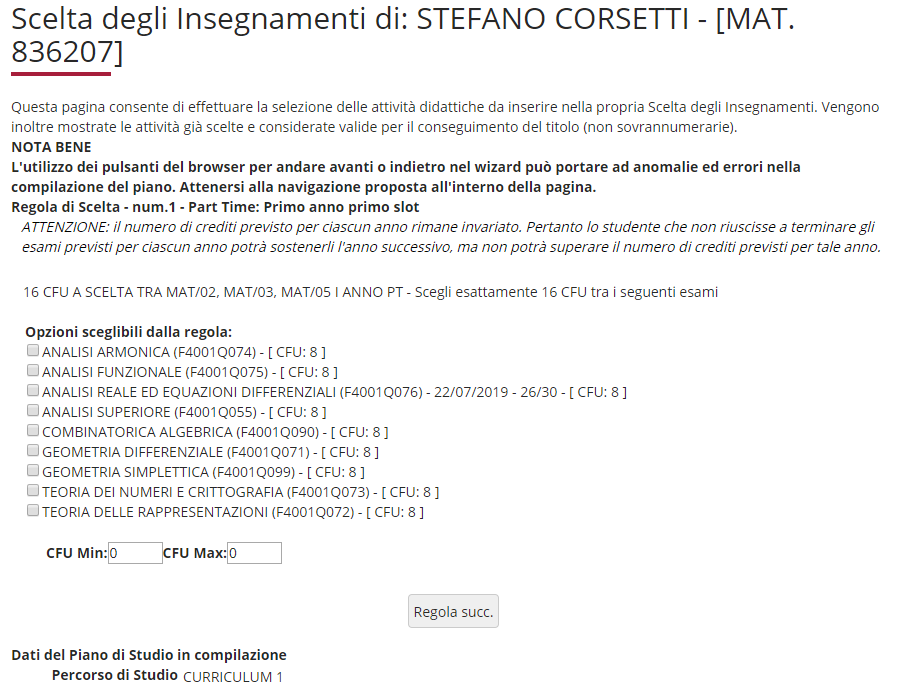 Scelta degli Insegnamenti di: STEFANO CORSETTI - [MAT.
836207]
Questa pagina consente di effettuare la selezione delle attività didattiche da inserire nella propria Scelta degli Insegnamenti. Vengono
inoltre mostrate le attività già scelte e considerate valide per il conseguimento del titolo (non sovrannumerarie).
NOTA BENE
L'utilizzo dei pulsanti del browser per andare avanti o indietro nel wizard può portare ad anomalie ed errori nella
compilazione del piano. Attenersi alla navigazione proposta all'interno della pagina.
Regola di Scelta - num.1 - Part Time: Primo anno primo slot
ATTENZIONE: il numero di crediti previsto per ciascun anno rimane invariato. Pertanto lo studente che non riuscisse a terminare gli
esami previsti per ciascun anno potrà sostenerli l'anno successivo, ma non potrà superare il numero di crediti previsti per tale anno.
16 CFU A SCELTA TRA MAT/02, MAT/03, MAT/05 I ANNO PT - Scegli esattamente 16 CFU tra i seguenti esami
Opzioni sceglibili dalla regola:
ANALISI ARMONICA (F4001Q074) - [ CFU: 8 ]
ANALISI FUNZIONALE (F4001Q075) - [ CFU: 8 ]
ANALISI REALE ED EQUAZIONI DIFFERENZIALI (F4001Q076) - 22/07/2019 - 26/30 - [ CFU: 8 ]
ANALISI SUPERIORE (F4001Q055) - [ CFU: 8 ]
COMBINATORICA ALGEBRICA (F4001Q090) - [ CFU: 8 ]
GEOMETRIA DIFFERENZIALE (F4001Q071) - [ CFU: 8 ]
GEOMETRIA SIMPLETTICA (F4001Q099) - [ CFU: 8 ]
TEORIA DEI NUMERI E CRITTOGRAFIA (F4001Q073) - [ CFU: 8 ]
TEORIA DELLE RAPPRESENTAZIONI (F4001Q072) - [ CFU: 8 ]
CFU Min:0 CFU Max:0
Regola succ.
Dati del Piano di Studio in compilazione
Percorso di Studio CURRICULUM 1